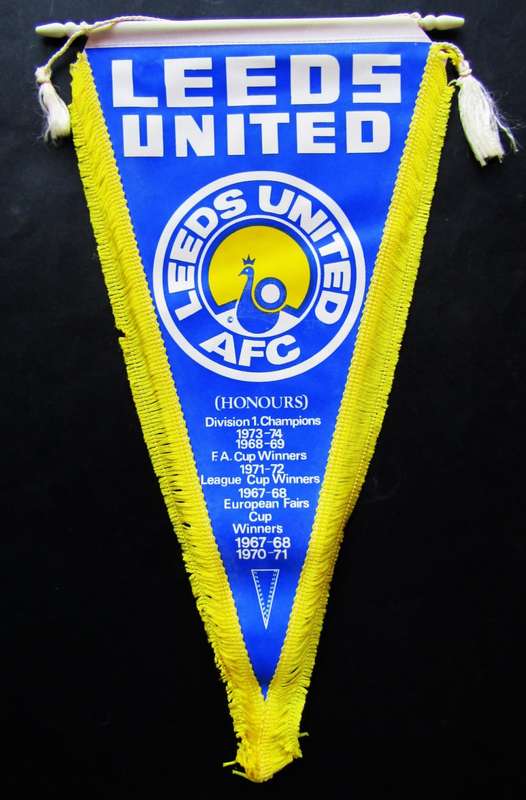 LEEDS
UNITED
LEEDS UNITED
AFC
(HONOURS)
Division 1. Champions
1973-74
1968-69
F.A. Cup Winners
1971-72
League Cup Winners
1967-68
European Fairs
Cup
Winners
1967-68
1970-71